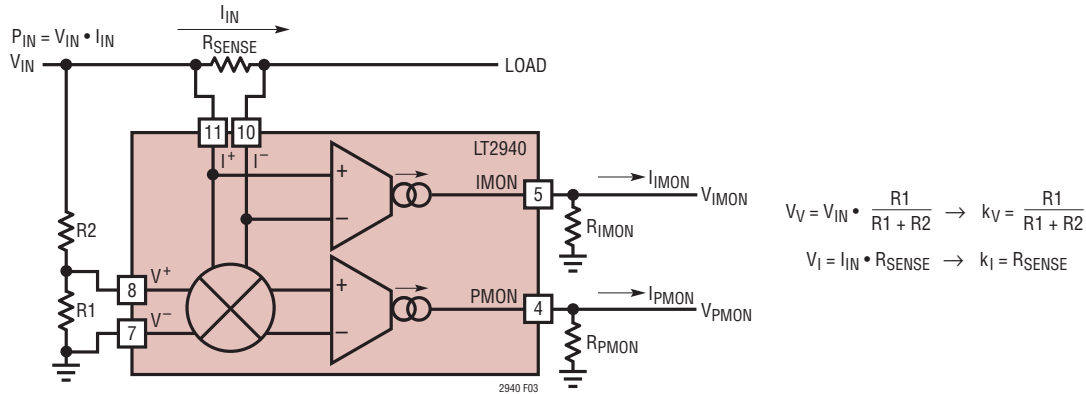 P_IN = V_IN • I_IN
V_IN
I_IN
R_SENSE
LOAD
11
10
LT2940
I⁺
I⁻
R2
R1
8
V⁺
7
V⁻
+
−
IMON
5
I_IMON
V_IMON
R_IMON
+
−
PMON
4
I_PMON
V_PMON
R_PMON
2940 F03
V_V = V_IN • R1 / (R1 + R2) → k_V = R1 / (R1 + R2)
V_I = I_IN • R_SENSE → k_I = R_SENSE